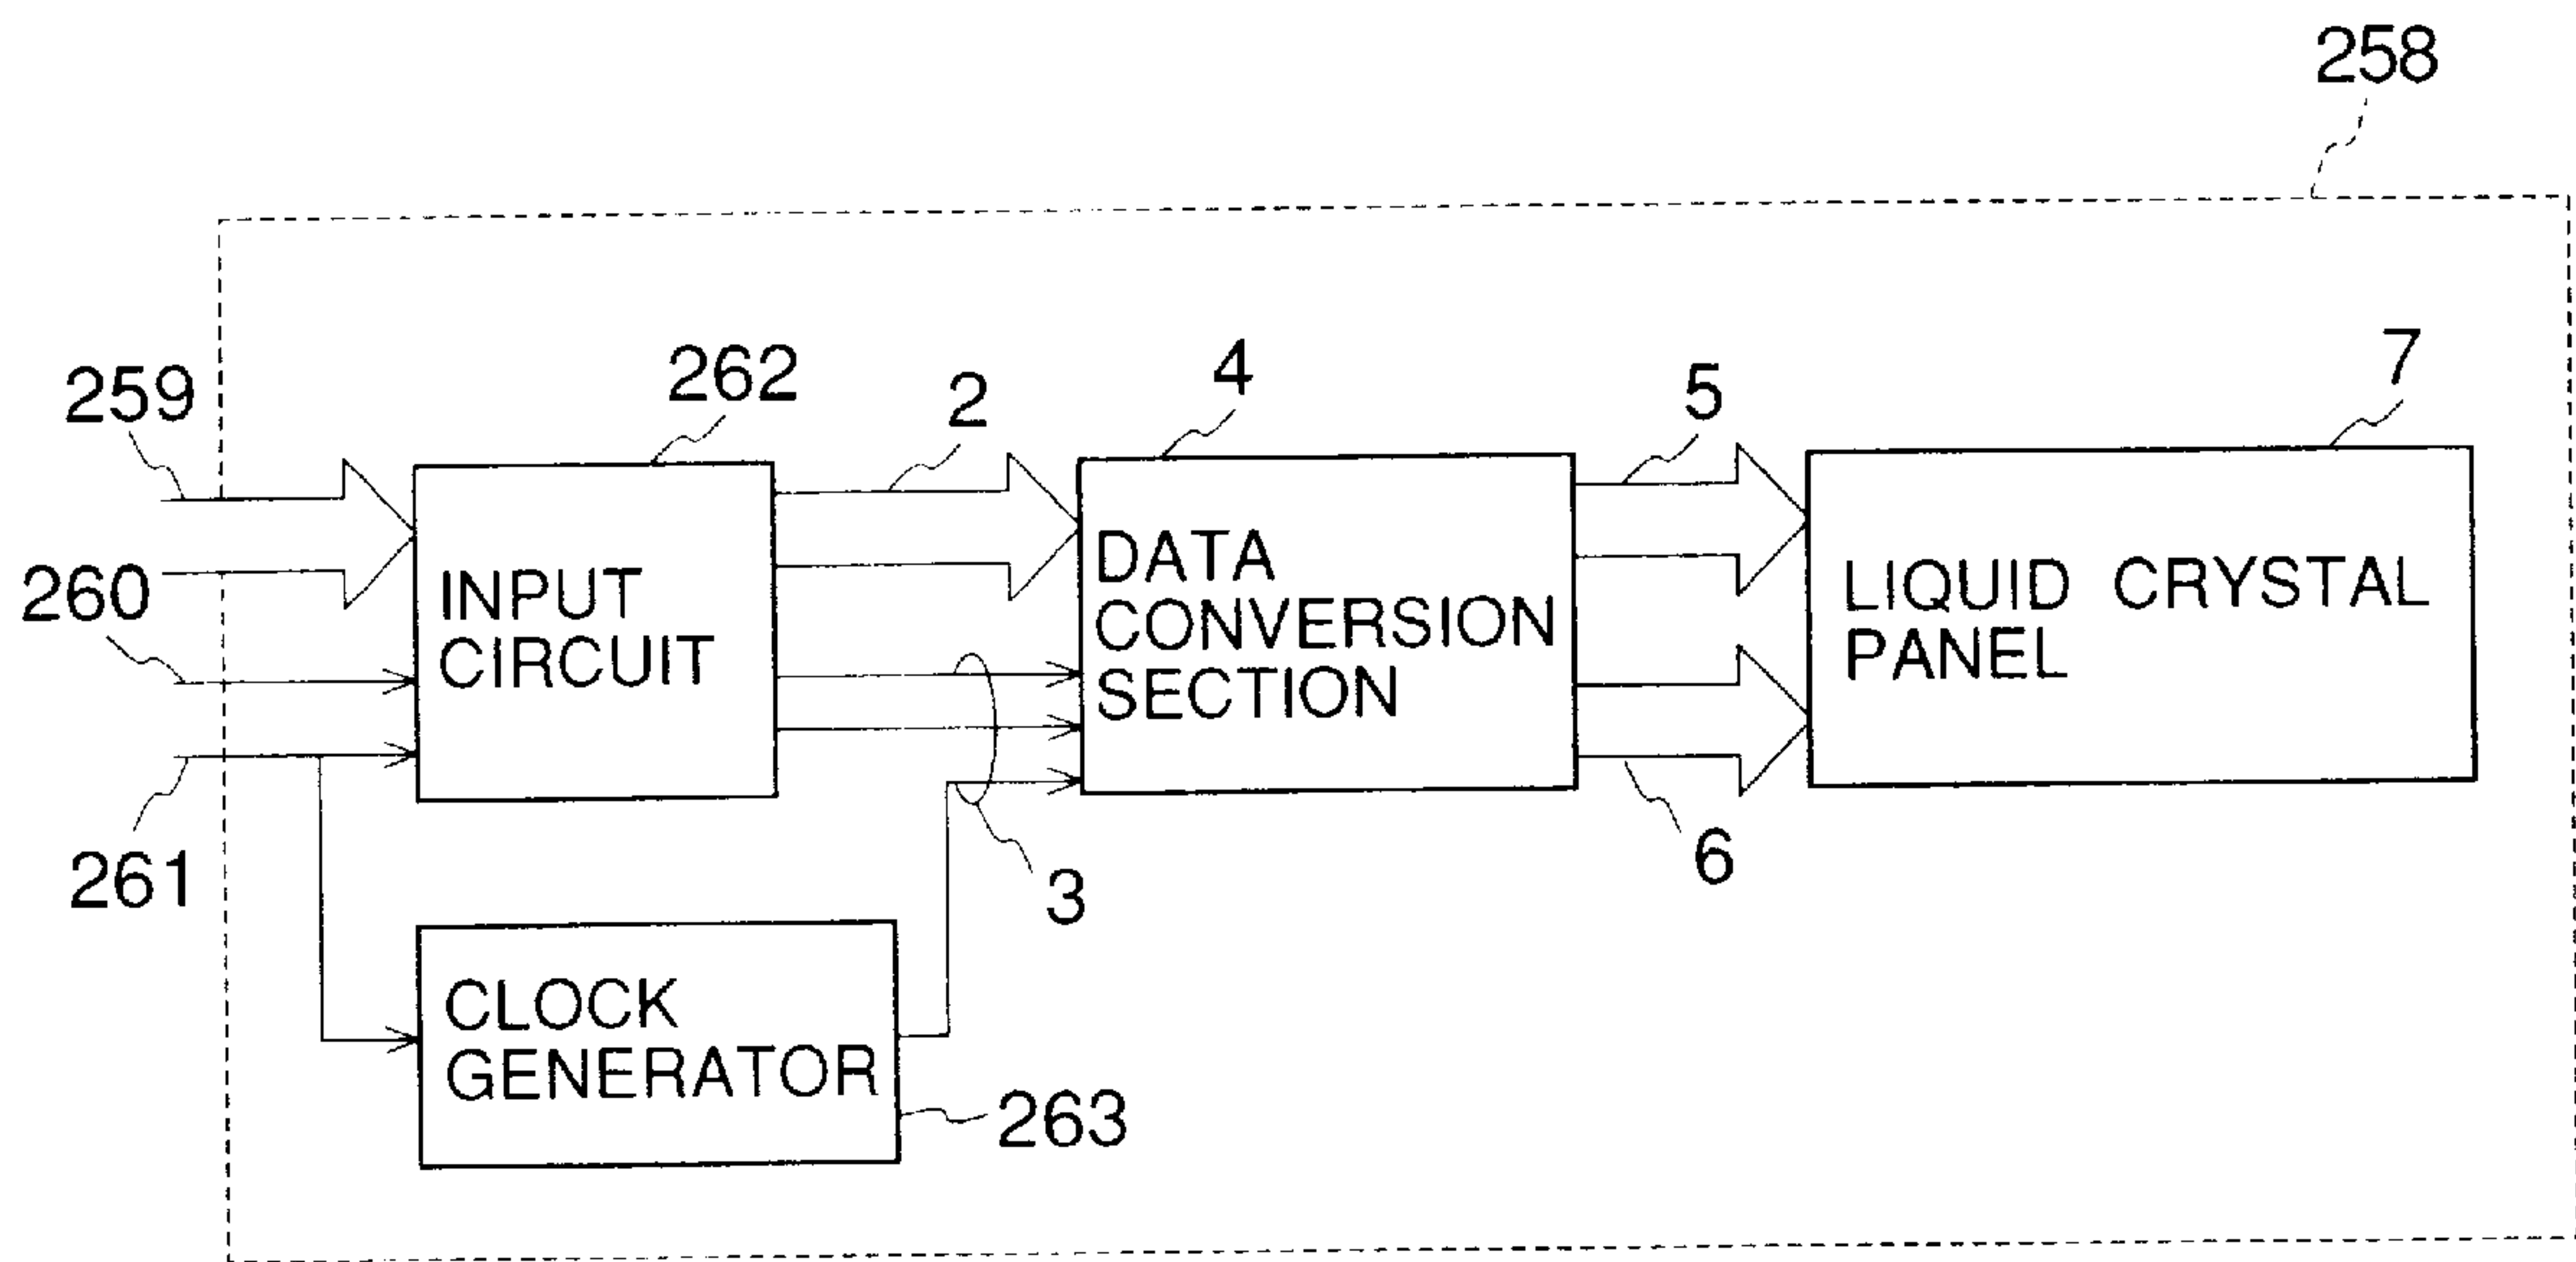 258
259
262
2
4
5
7
260
INPUT
CIRCUIT
DATA
CONVERSION
SECTION
LIQUID CRYSTAL
PANEL
261
3
6
CLOCK
GENERATOR
263